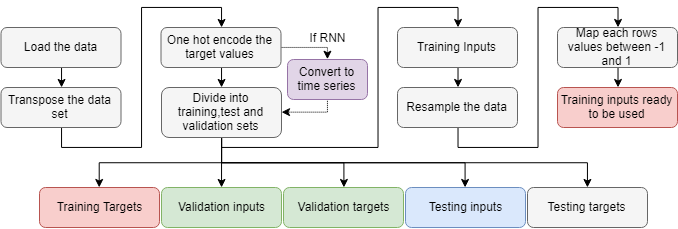 Load the data
Transpose the data
set
One hot encode the
target values
If RNN
Convert to
time series
Divide into
training,test and
validation sets
Training Inputs
Resample the data
Map each rows
values between -1
and 1
Training inputs ready
to be used
Training Targets
Validation inputs
Validation targets
Testing inputs
Testing targets